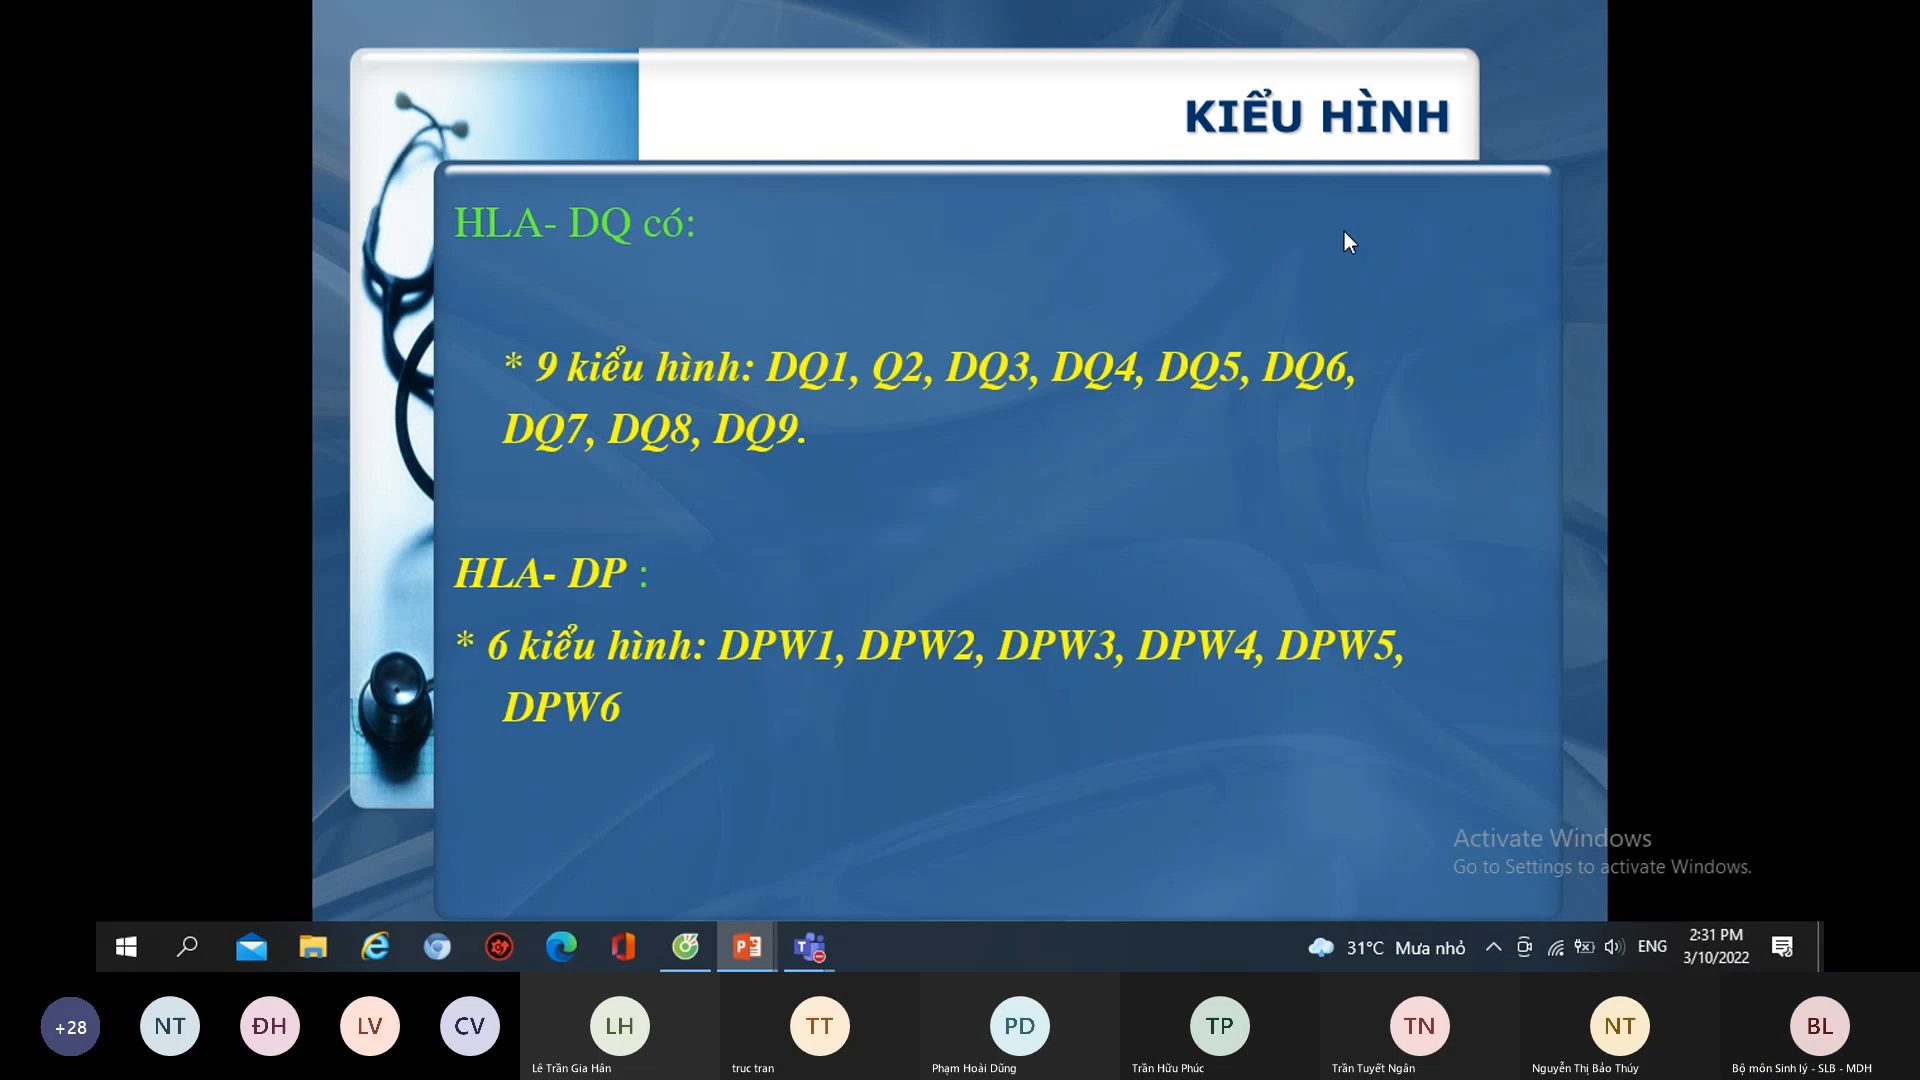 KIỂU HÌNH
HLA- DQ có:
* 9 kiểu hình: DQ1, Q2, DQ3, DQ4, DQ5, DQ6,
DQ7, DQ8, DQ9.
HLA- DP :
* 6 kiểu hình: DPW1, DPW2, DPW3, DPW4, DPW5,
DPW6
Activate Windows
Go to Settings to activate Windows.
31°C Mưa nhỏ
ENG
2:31 PM
3/10/2022
+28
NT
ĐH
LV
CV
LH
TT
PD
TP
TN
NT
BL
Lê Trần Gia Hân
truc tran
Phạm Hoài Dũng
Trần Hữu Phúc
Trần Tuyết Ngân
Nguyễn Thị Bảo Thúy
Bộ môn Sinh lý - SLB - MDH